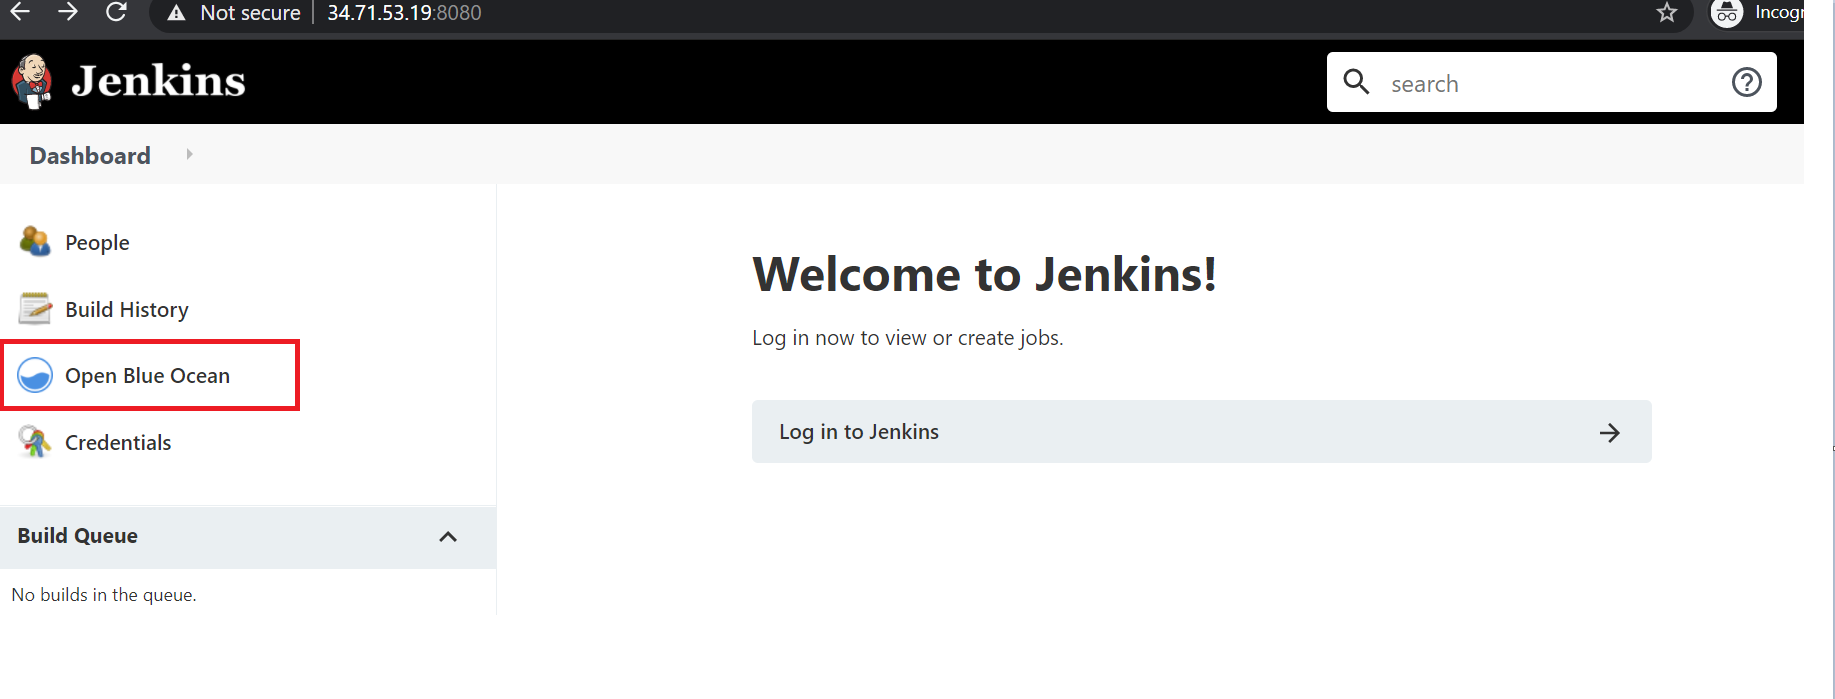 Not secure | 34.71.53.19:8080
Incog
Jenkins
search
Dashboard
People
Build History
Open Blue Ocean
Credentials
Welcome to Jenkins!
Log in now to view or create jobs.
Log in to Jenkins
Build Queue
No builds in the queue.